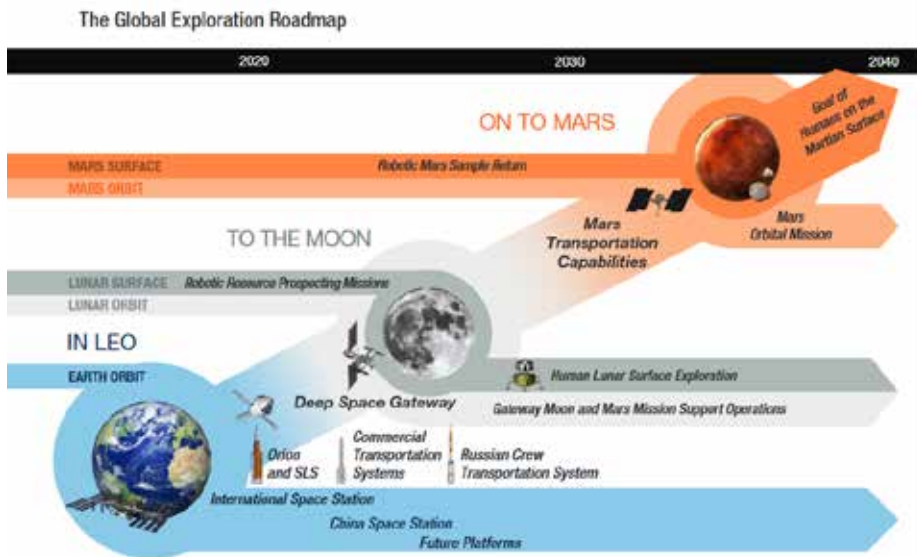 The Global Exploration Roadmap
2020
2030
2040
ON TO MARS
Goal of
Humans on the
Martian Surface
MARS SURFACE
Robotic Mars Sample Return
MARS ORBIT
Mars
Transportation
Capabilities
Mars
Orbital Mission
TO THE MOON
LUNAR SURFACE
Robotic Resource Prospecting Missions
LUNAR ORBIT
IN LEO
EARTH ORBIT
Human Lunar Surface Exploration
Deep Space Gateway
Gateway Moon and Mars Mission Support Operations
Orion
and SLS
Commercial
Transportation
Systems
Russian Crew
Transportation System
International Space Station
China Space Station
Future Platforms